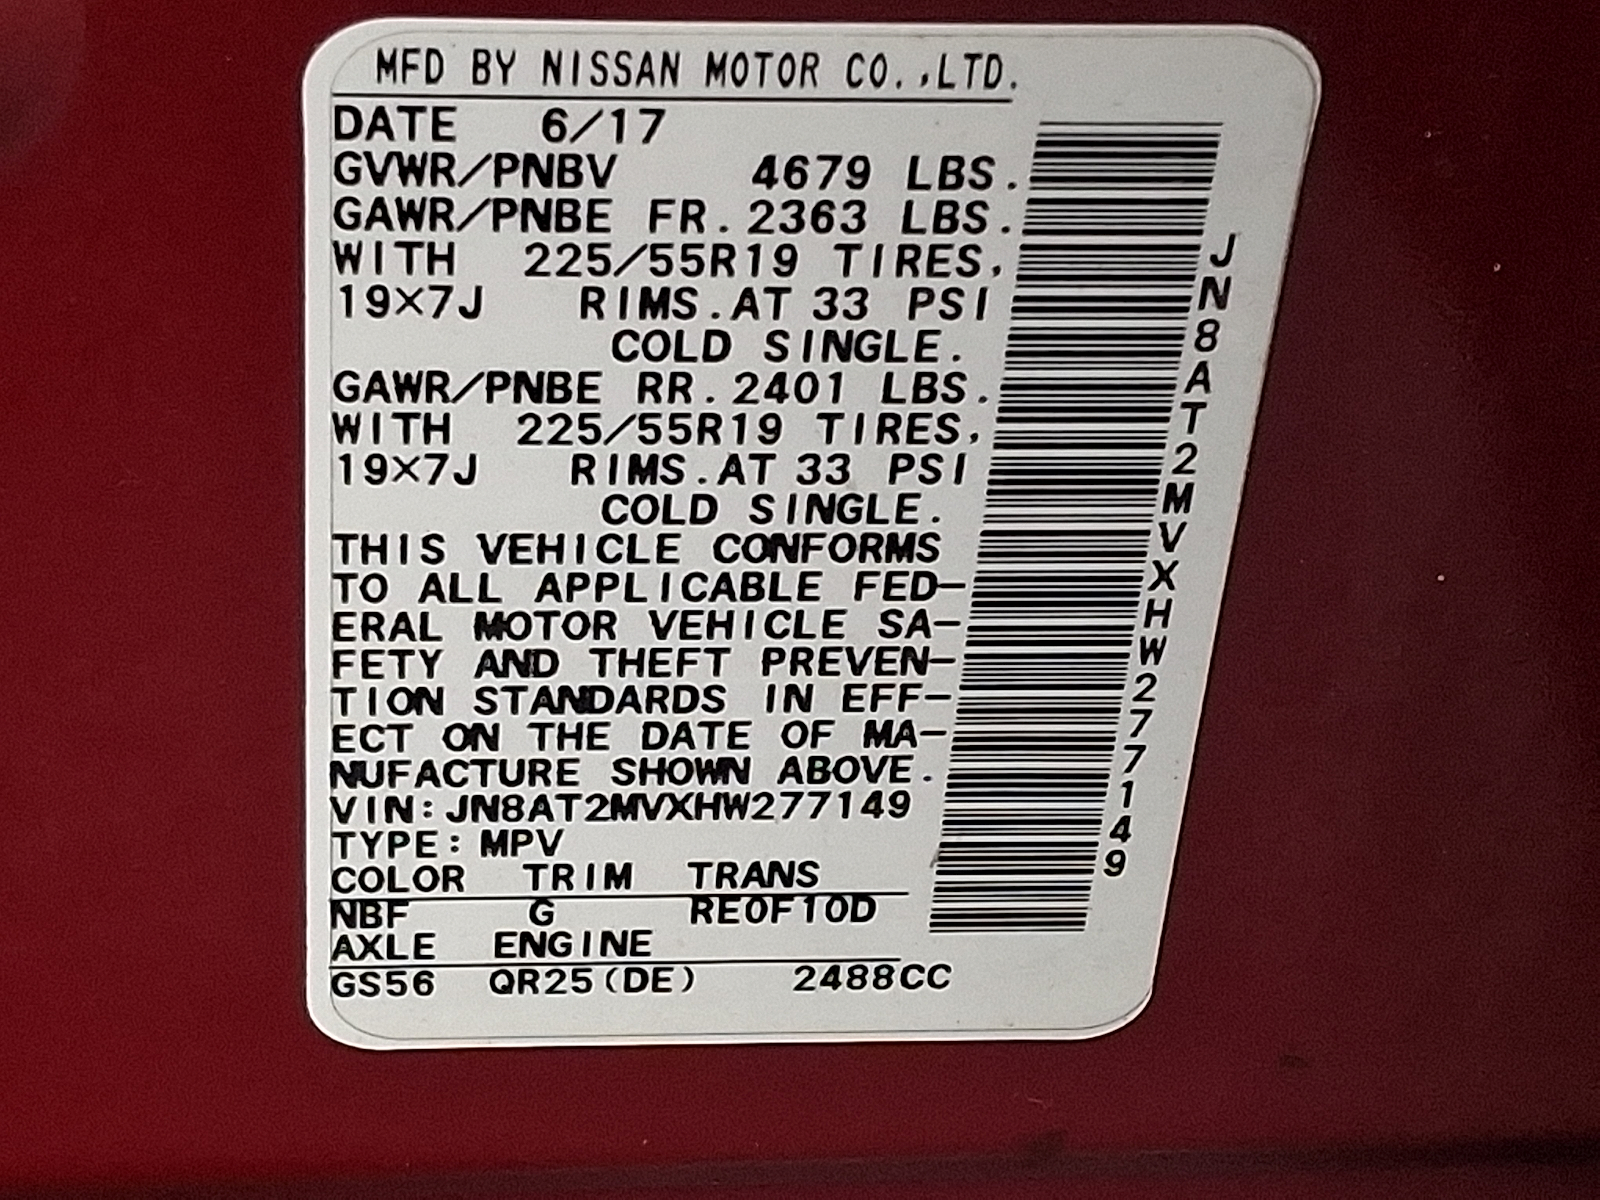 MFD BY NISSAN MOTOR CO.,LTD.
DATE 6/17
GVWR/PNBV 4679 LBS.
GAWR/PNBE FR.2363 LBS.
WITH 225/55R19 TIRES,
19×7J RIMS.AT 33 PSI
COLD SINGLE.
GAWR/PNBE RR.2401 LBS.
WITH 225/55R19 TIRES,
19×7J RIMS.AT 33 PSI
COLD SINGLE.
THIS VEHICLE CONFORMS
TO ALL APPLICABLE FED-
ERAL MOTOR VEHICLE SA-
FETY AND THEFT PREVEN-
TION STANDARDS IN EFF-
ECT ON THE DATE OF MA-
NUFACTURE SHOWN ABOVE.
VIN:JN8AT2MVXHW277149
TYPE:MPV
COLOR TRIM TRANS
NBF G RE0F10D
AXLE ENGINE
GS56 QR25(DE) 2488CC
JN8AT2MVXHW277149